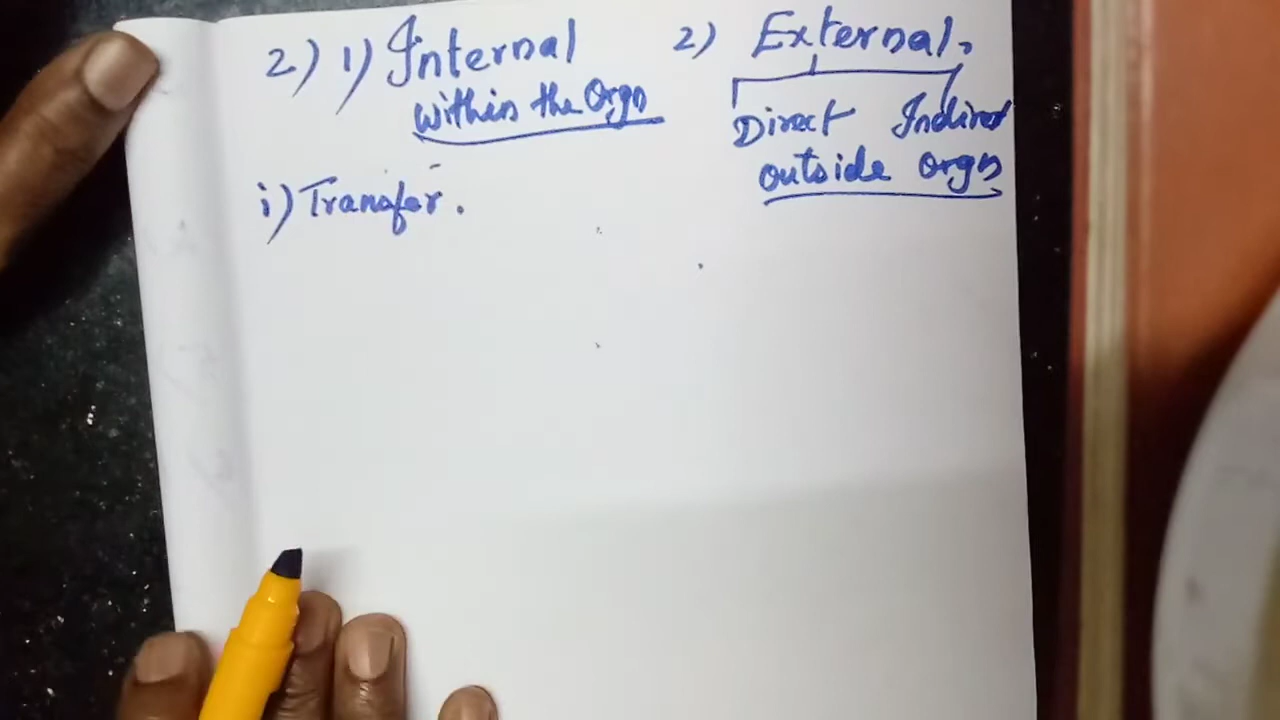 2) 1) Internal 2) External.
within the Orgn
Direct Indirect
outside orgn
i) Transfer.